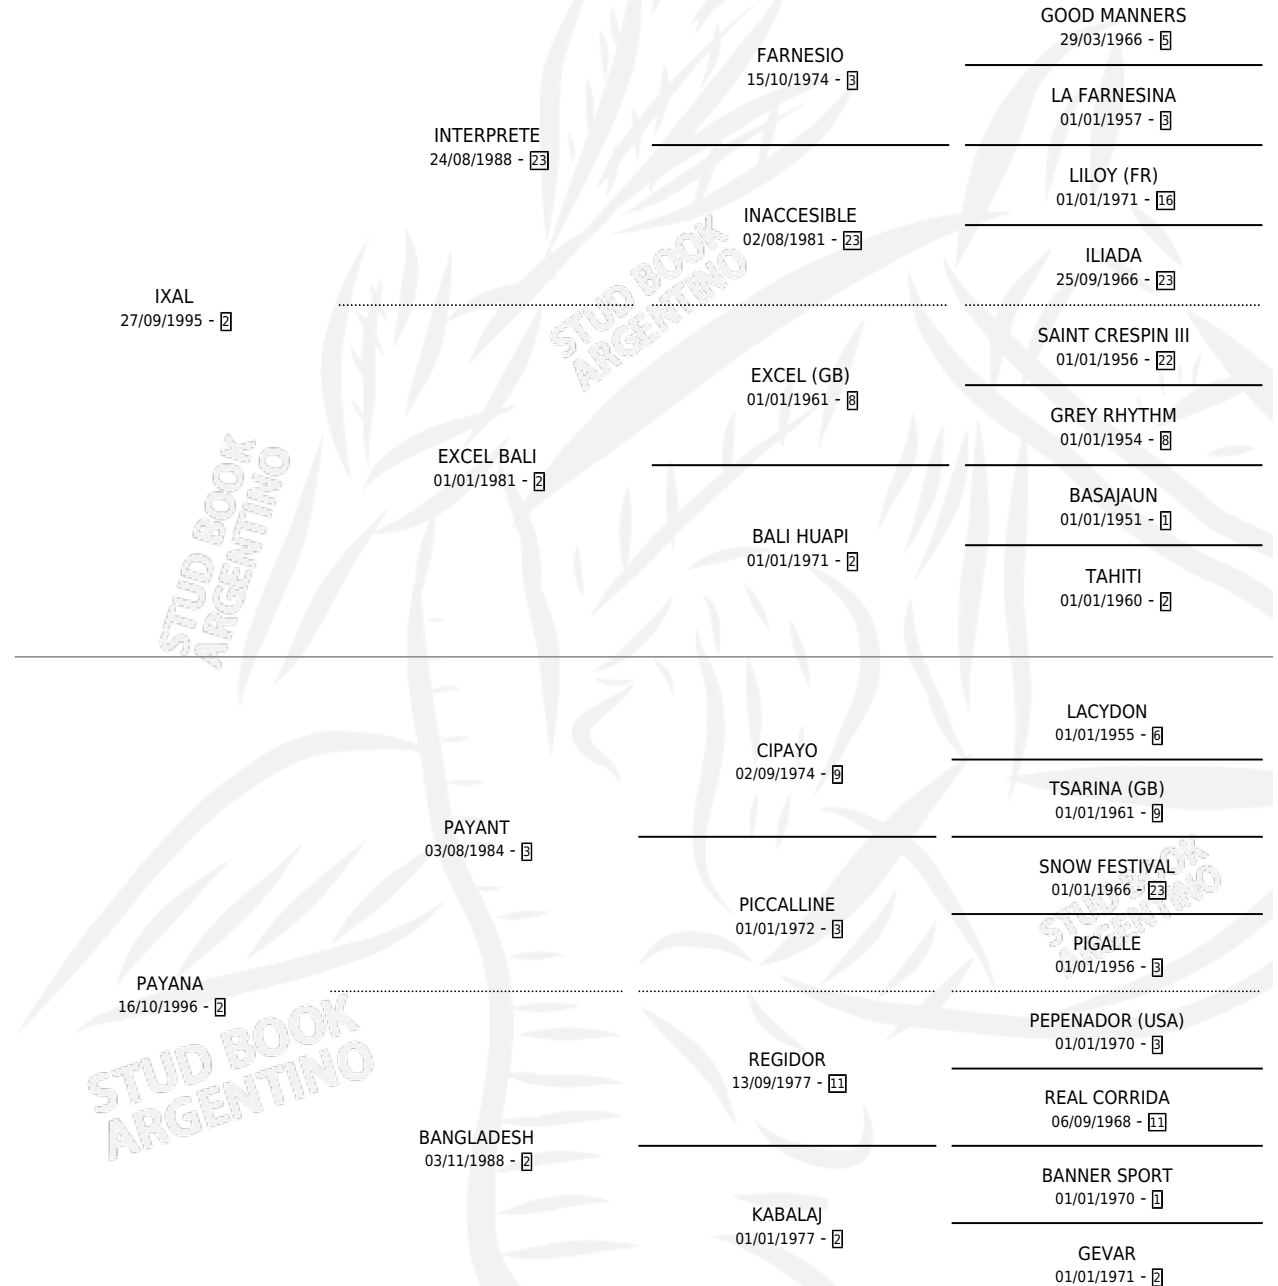 GOOD MANNERS
29/03/1966 - 5
FARNESIO
15/10/1974 - 3
LA FARNESINA
01/01/1957 - 3
INTERPRETE
24/08/1988 - 23
LILOY (FR)
01/01/1971 - 16
INACCESIBLE
02/08/1981 - 23
ILIADA
25/09/1966 - 23
IXAL
27/09/1995 - 2
SAINT CRESPIN III
01/01/1956 - 22
EXCEL (GB)
01/01/1961 - 8
GREY RHYTHM
01/01/1954 - 8
EXCEL BALI
01/01/1981 - 2
BASAJAUN
01/01/1951 - 1
BALI HUAPI
01/01/1971 - 2
TAHITI
01/01/1960 - 2
LACYDON
01/01/1955 - 6
CIPAYO
02/09/1974 - 9
TSARINA (GB)
01/01/1961 - 9
PAYANT
03/08/1984 - 3
SNOW FESTIVAL
01/01/1966 - 23
PICCALLINE
01/01/1972 - 3
PIGALLE
01/01/1956 - 3
PAYANA
16/10/1996 - 2
PEPENADOR (USA)
01/01/1970 - 3
REGIDOR
13/09/1977 - 11
REAL CORRIDA
06/09/1968 - 11
BANGLADESH
03/11/1988 - 2
BANNER SPORT
01/01/1970 - 1
KABALAJ
01/01/1977 - 2
GEVAR
01/01/1971 - 2
STUD BOOK
ARGENTINO
STUD BOOK
ARGENTINO
STUD BOOK
ARGENTINO
STUD BOOK
ARGENTINO